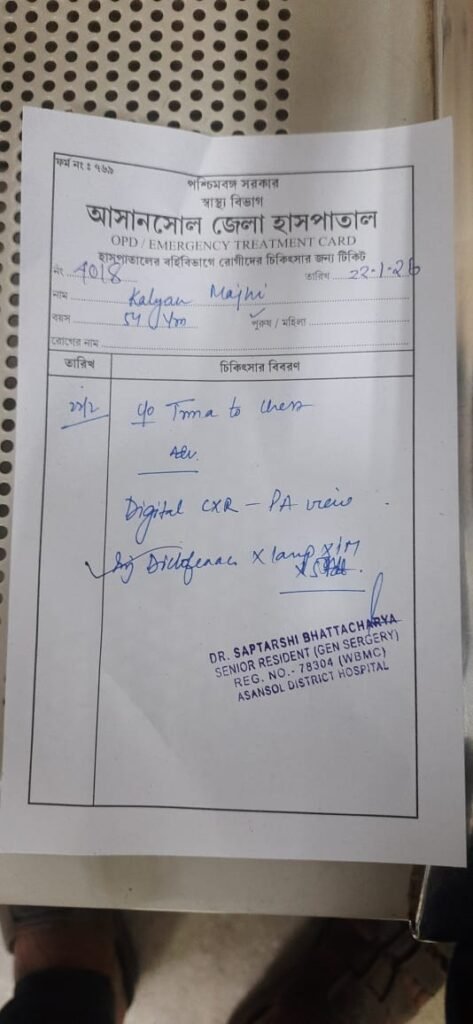 ফর্ম নং : ৭৬৯
পশ্চিমবঙ্গ সরকার
স্বাস্থ্য বিভাগ
আসানসোল জেলা হাসপাতাল
OPD / EMERGENCY TREATMENT CARD
হাসপাতালের বহির্বিভাগে রোগীদের চিকিৎসার জন্য টিকিট
নং 4018 তারিখ 22-1-26
নাম Kalyan Majhi
বয়স 54 Yrs পুরুষ / মহিলা
রোগের নাম
তারিখ চিকিৎসার বিবরণ
22/1 c/o to chest
Adv.
Digital CXR - PA view
Inj Diclofenac x 1amp x IM
DR. SAPTARSHI BHATTACHARYA
SENIOR RESIDENT (GEN SERGERY)
REG. NO.- 78304 (WBMC)
ASANSOL DISTRICT HOSPITAL